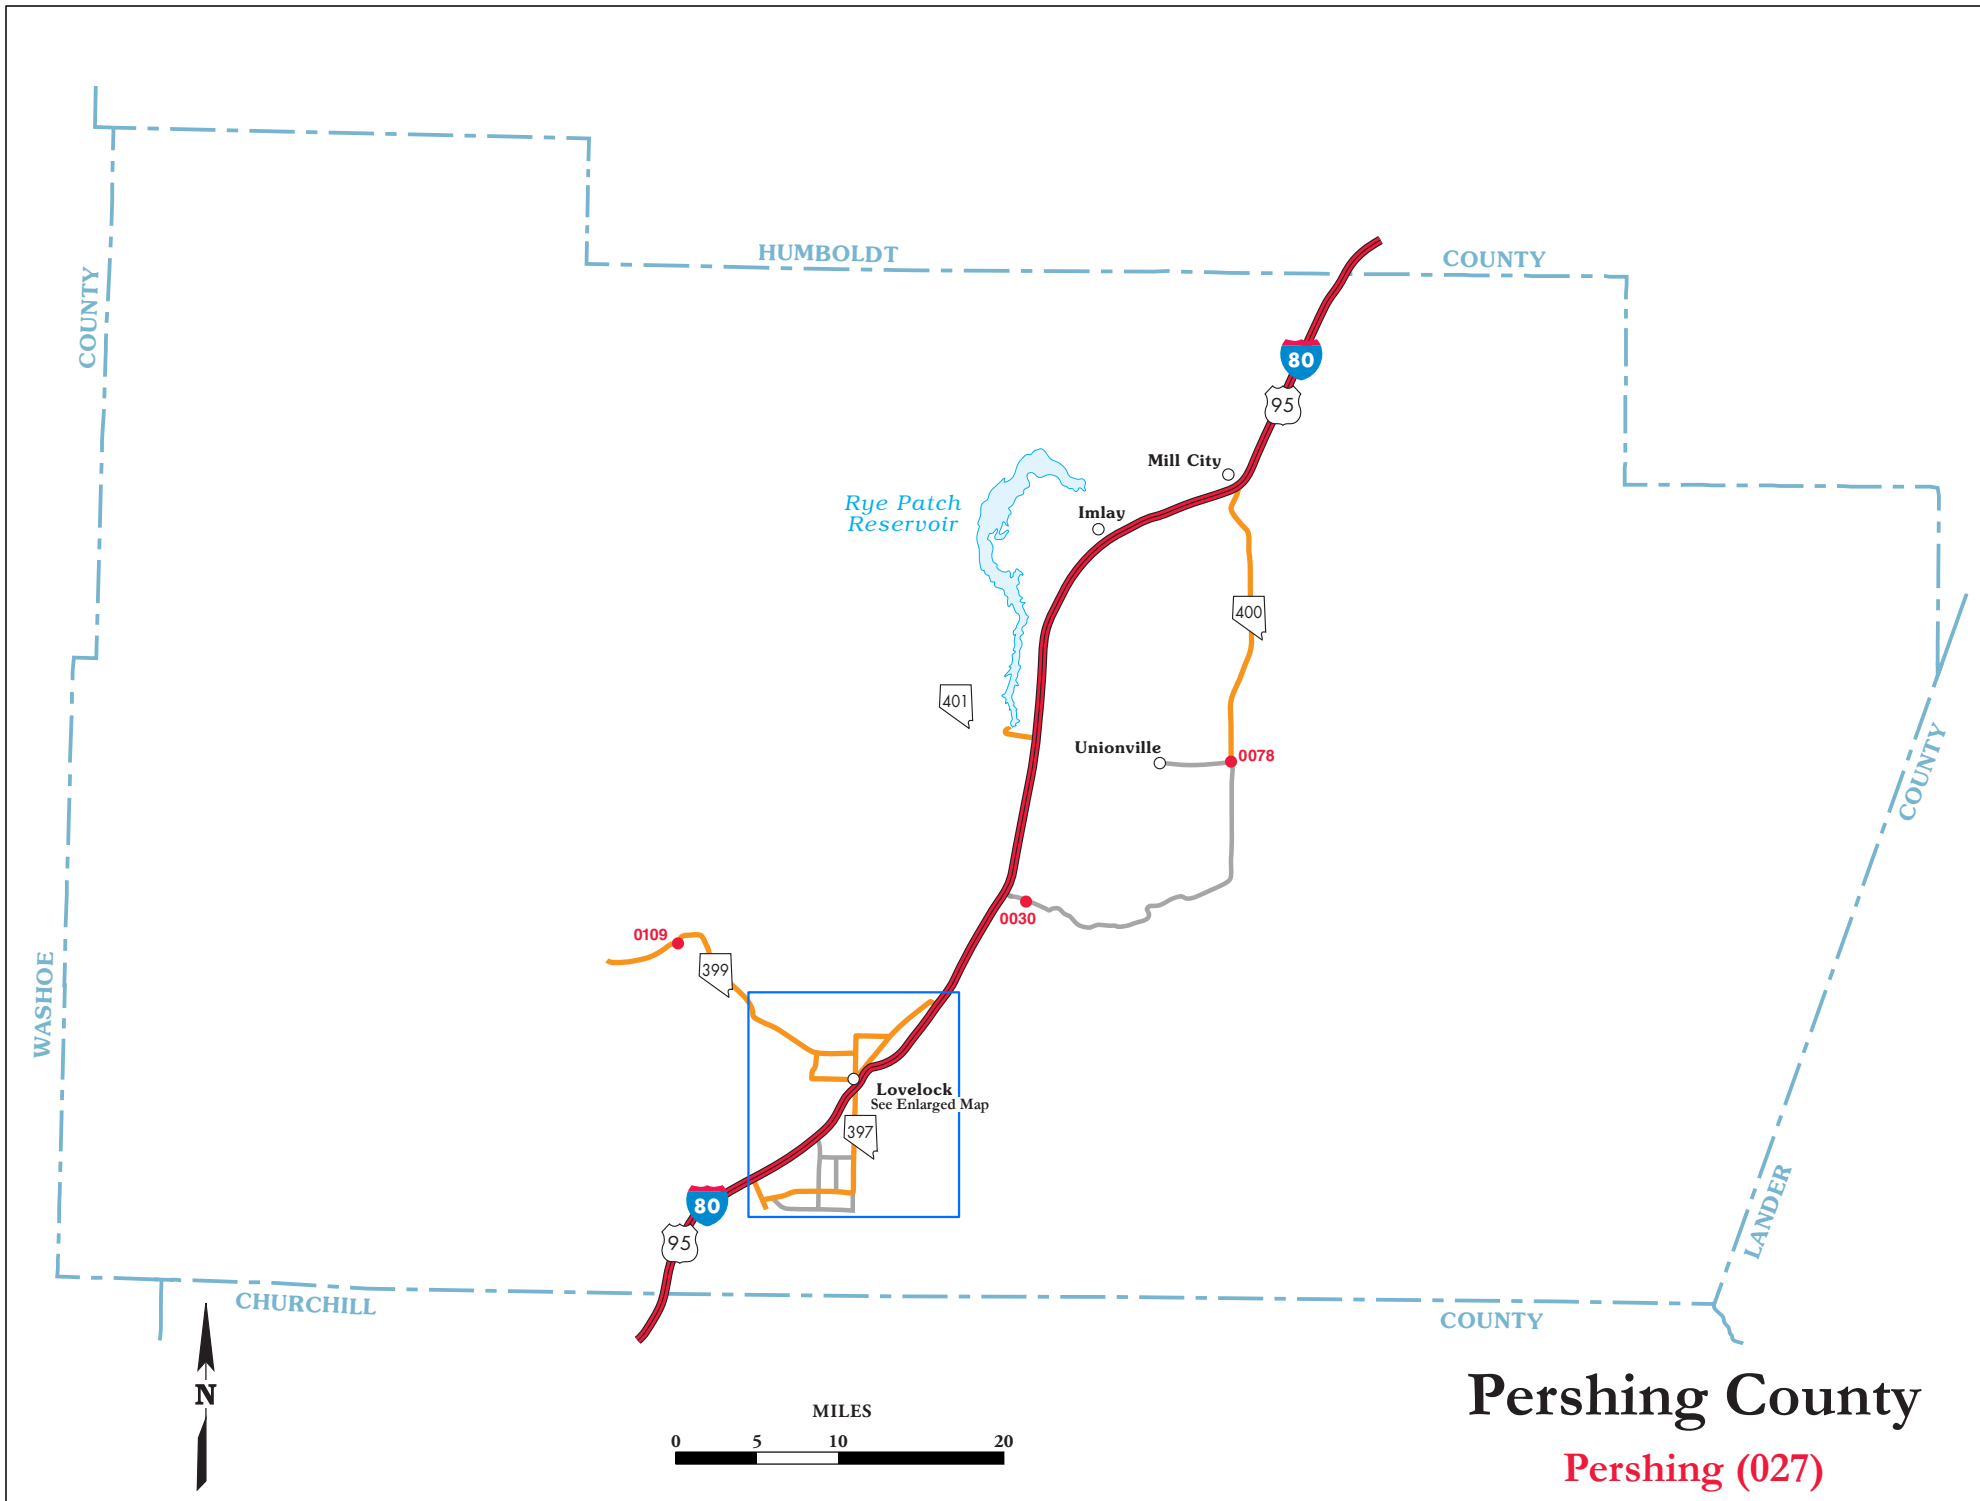 HUMBOLDT
COUNTY
COUNTY
80
95
Mill City
Rye Patch
Reservoir
Imlay
400
401
COUNTY
Unionville
0078
0030
0109
399
WASHOE
Lovelock
See Enlarged Map
397
LANDER
80
95
CHURCHILL
COUNTY
N
Pershing County
MILES
0 5 10 20
Pershing (027)